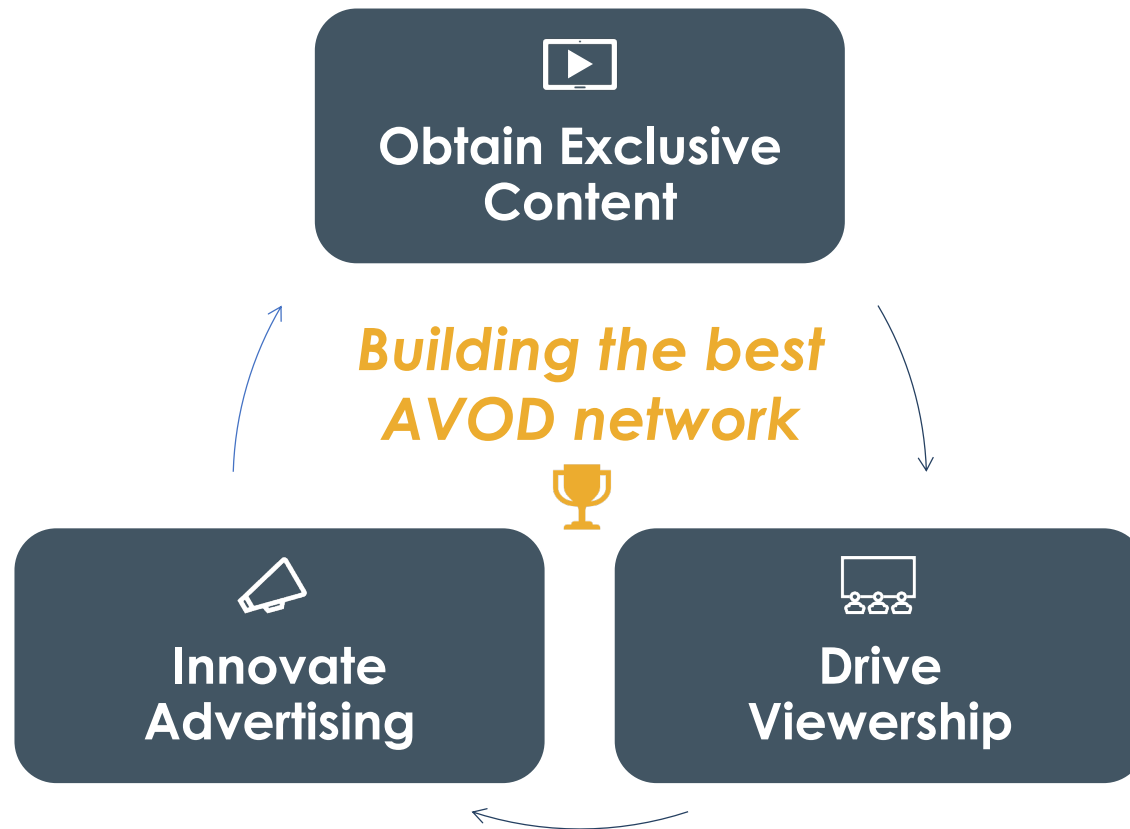 Obtain Exclusive
Content
Building the best
AVOD network
Innovate
Advertising
Drive
Viewership